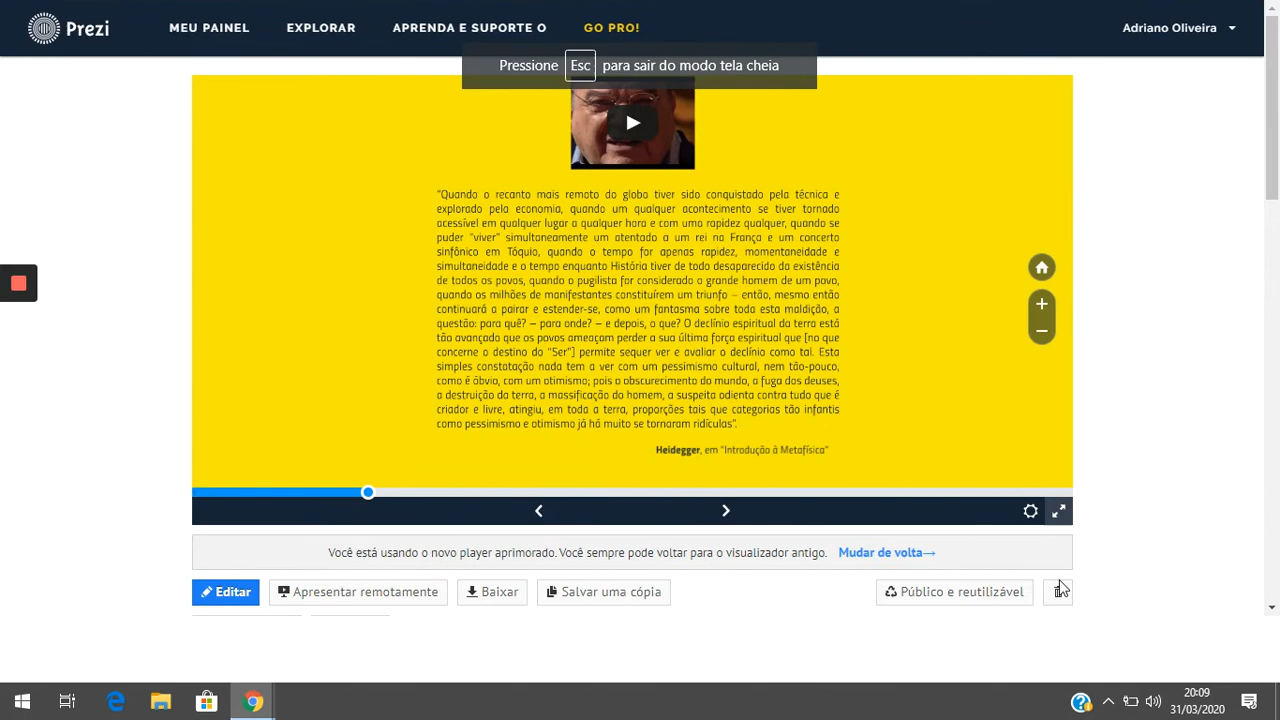 Prezi
MEU PAINEL
EXPLORAR
APRENDA E SUPORTE O
GO PRO!
Adriano Oliveira
Pressione Esc para sair do modo tela cheia
"Quando o recanto mais remoto do globo tiver sido conquistado pela técnica e
explorado pela economia, quando um qualquer acontecimento se tiver tornado
acessível em qualquer lugar a qualquer hora e com uma rapidez qualquer, quando se
puder "viver" simultaneamente um atentado a um rei na França e um concerto
sinfônico em Tóquio, quando o tempo for apenas rapidez, momentaneidade e
simultaneidade e o tempo enquanto História tiver de todo desaparecido da existência
de todos os povos, quando o pugilista for considerado o grande homem de um povo,
quando os milhões de manifestantes constituírem um triunfo – então, mesmo então
continuará a pairar e estender-se, como um fantasma sobre toda esta maldição, a
questão: para quê? – para onde? – e depois, o que? O declínio espiritual da terra está
tão avançado que os povos ameaçam perder a sua última força espiritual que [no que
concerne o destino do "Ser"] permite sequer ver e avaliar o declínio como tal. Esta
simples constatação nada tem a ver com um pessimismo cultural, nem tão-pouco,
como é óbvio, com um otimismo; pois o obscurecimento do mundo, a fuga dos deuses,
a destruição da terra, a massificação do homem, a suspeita odienta contra tudo que é
criador e livre, atingiu, em toda a terra, proporções tais que categorias tão infantis
como pessimismo e otimismo já há muito se tornaram ridículas".
Heidegger, em "Introdução à Metafísica"
Você está usando o novo player aprimorado. Você sempre pode voltar para o visualizador antigo. Mudar de volta→
Editar
Apresentar remotamente
Baixar
Salvar uma cópia
Público e reutilizável
20:09
31/03/2020